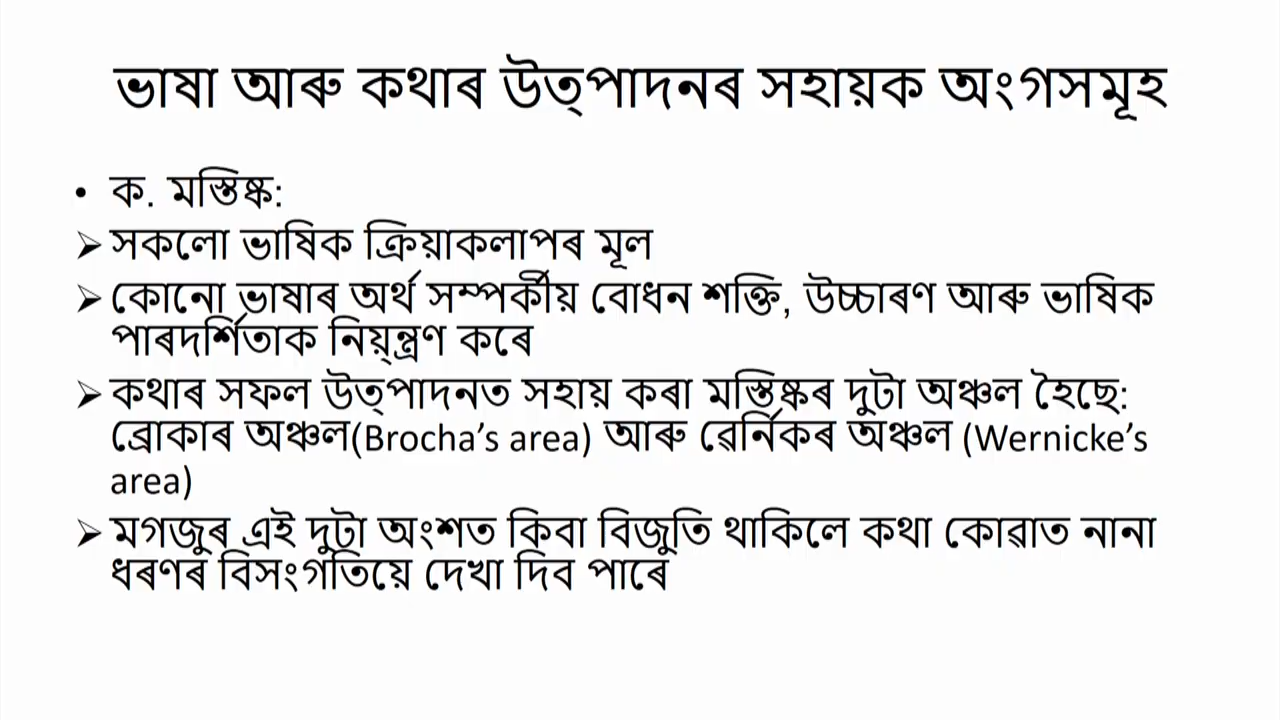 ভাষা আৰু কথাৰ উত্পাদনৰ সহায়ক অংগসমূহ
• ক. মস্তিষ্ক:
➢ সকলো ভাষিক ক্ৰিয়াকলাপৰ মূল
➢ কোনো ভাষাৰ অৰ্থ সম্পৰ্কীয় বোধন শক্তি, উচ্চাৰণ আৰু ভাষিক
পাৰদৰ্শিতাক নিয়্ন্ত্ৰণ কৰে
➢ কথাৰ সফল উত্পাদনত সহায় কৰা মস্তিষ্কৰ দুটা অঞ্চল হৈছে:
ব্ৰোকাৰ অঞ্চল(Brocha’s area) আৰু ৱেৰ্নিকৰ অঞ্চল (Wernicke’s
area)
➢ মগজুৰ এই দুটা অংশত কিবা বিজুতি থাকিলে কথা কোৱাত নানা
ধৰণৰ বিসংগতিয়ে দেখা দিব পাৰে